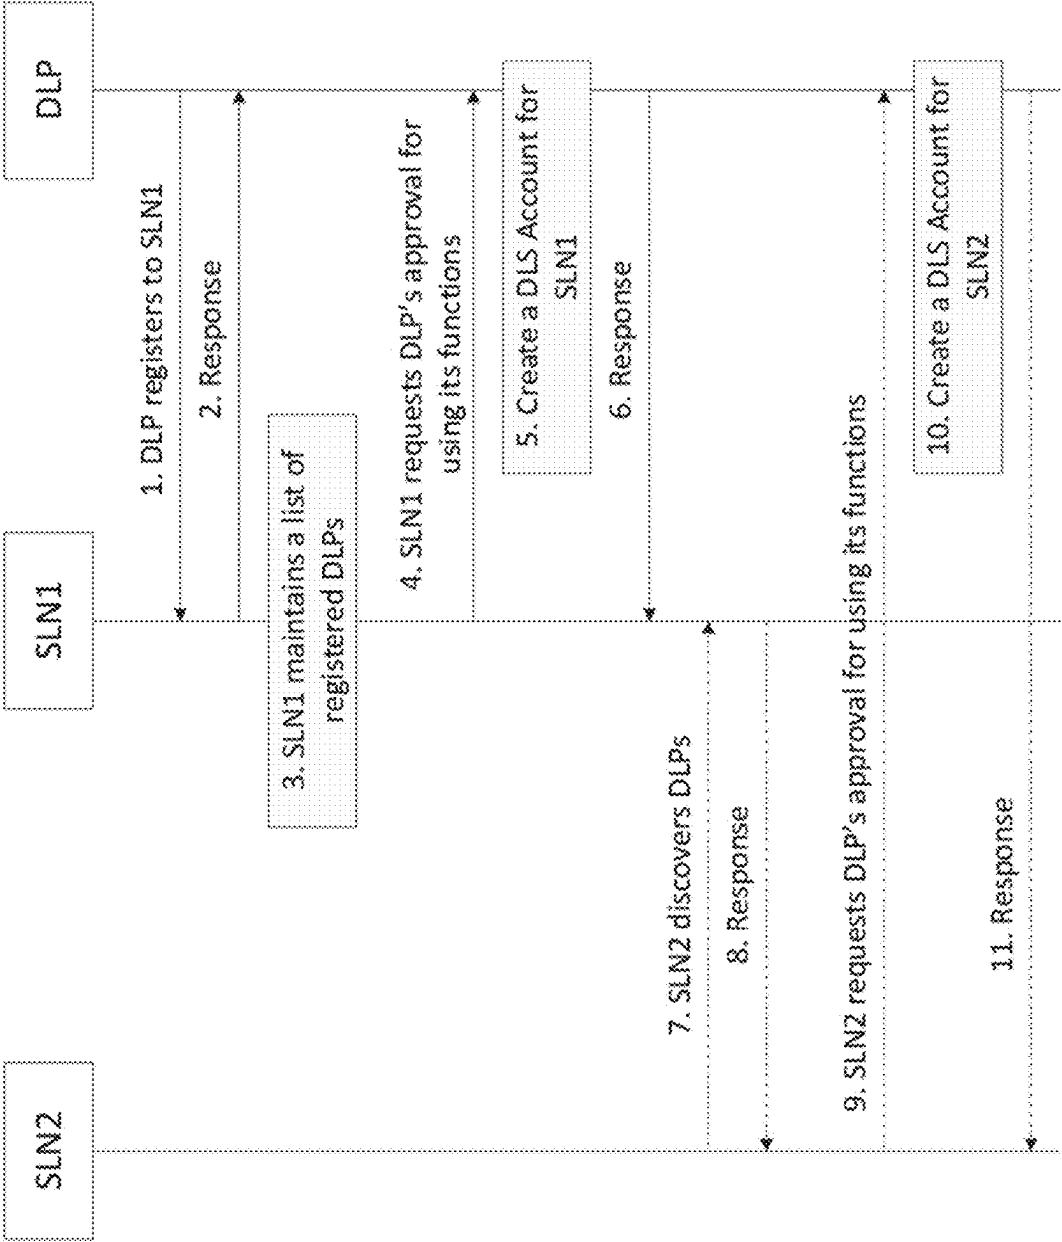 SLN2
SLN1
DLP
1. DLP registers to SLN1
2. Response
3. SLN1 maintains a list of
registered DLPs
4. SLN1 requests DLP's approval for
using its functions
5. Create a DLS Account for
SLN1
6. Response
7. SLN2 discovers DLPs
8. Response
9. SLN2 requests DLP's approval for using its functions
10. Create a DLS Account for
SLN2
11. Response